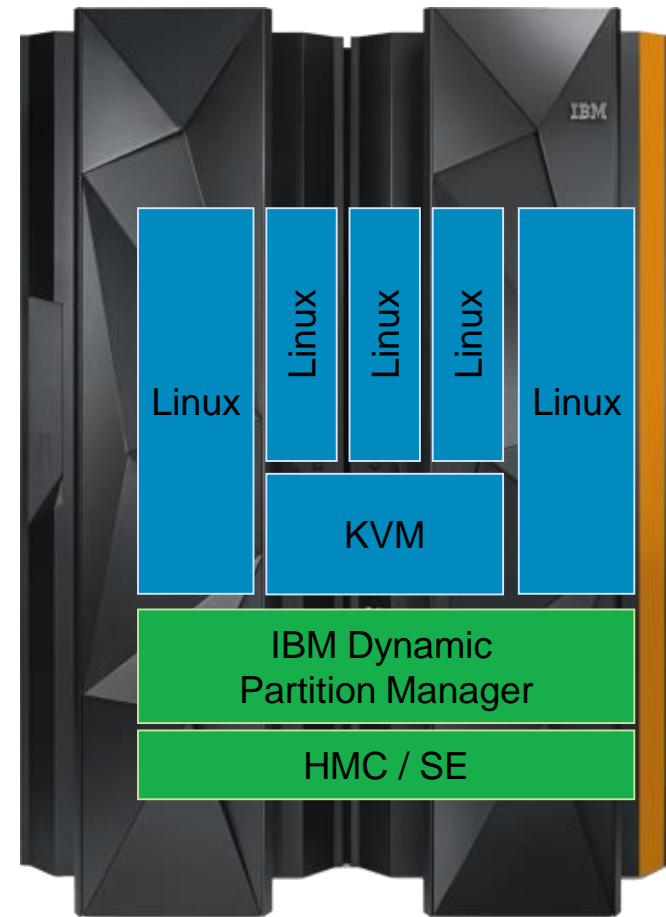 IBM
Linux
Linux
Linux
Linux
Linux
KVM
IBM Dynamic
Partition Manager
HMC / SE